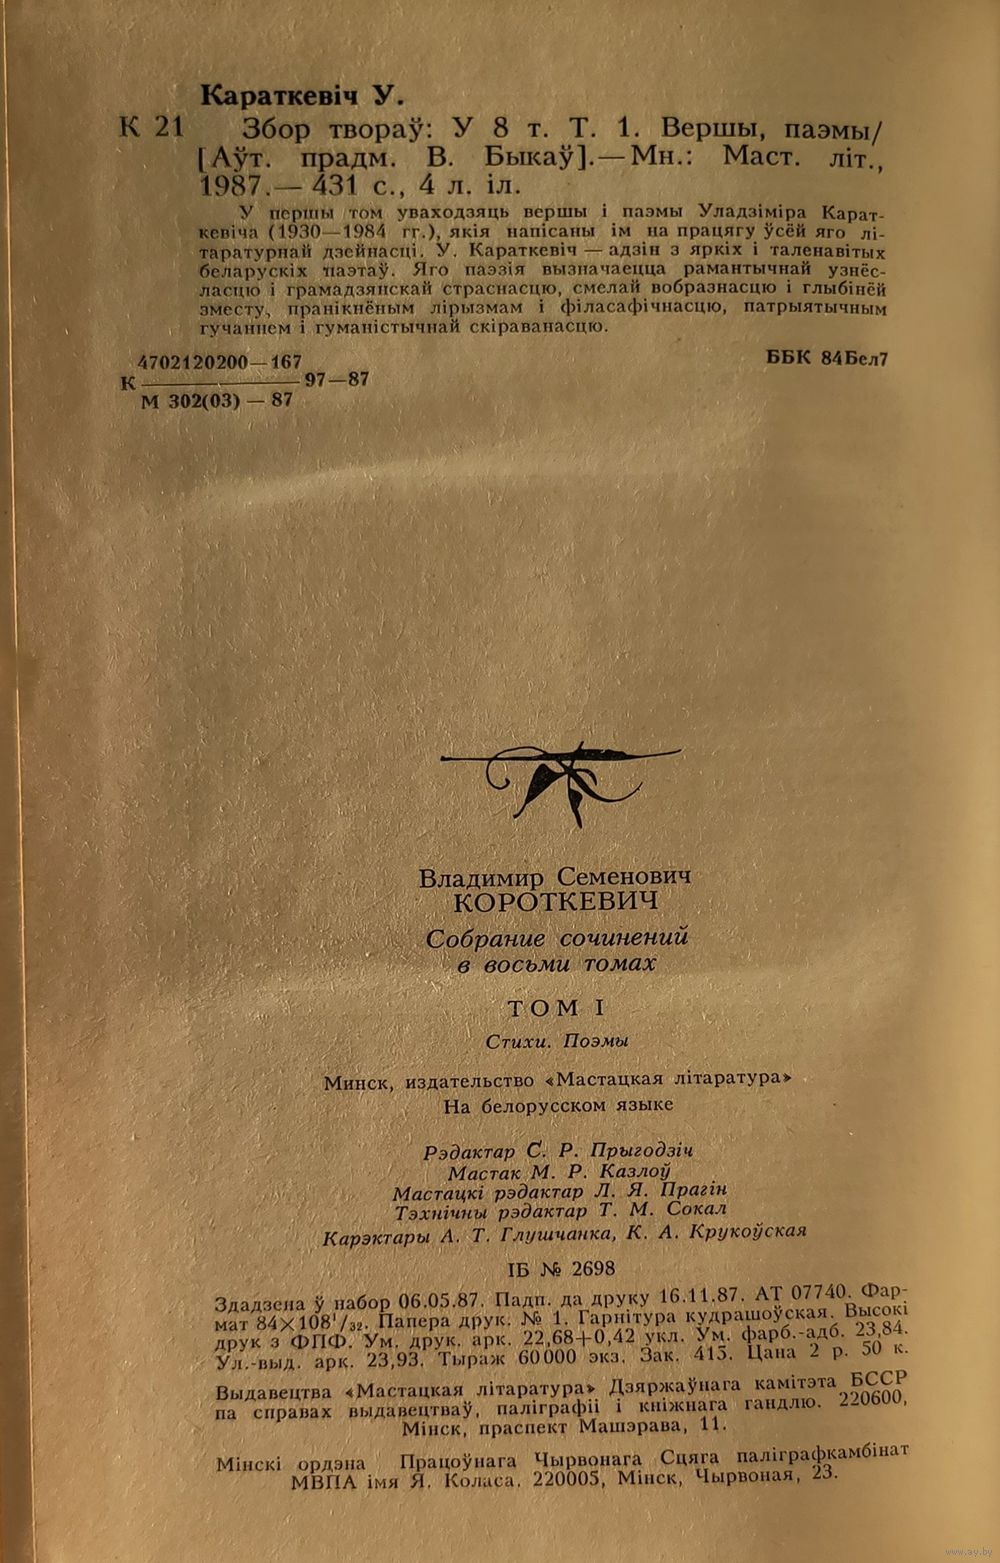 Караткевіч У.
К 21 Збор твораў: У 8 т. Т. 1. Вершы, паэмы/
[Аўт. прадм. В. Быкаў].—Мн.: Маст. літ.,
1987.— 431 с., 4 л. іл.
У першы том уваходзяць вершы і паэмы Уладзіміра Карат-
кевіча (1930—1984 гг.), якія напісаны ім на працягу ўсёй яго лі-
таратурнай дзейнасці. У. Караткевіч — адзін з яркіх і таленавітых
беларускіх паэтаў. Яго паэзія вызначаецца рамантычнай узнёс-
ласцю і грамадзянскай страснасцю, смелай вобразнасцю і глыбінёй
зместу, пранікнёным лірызмам і філасафічнасцю, патрыятычным
гучаннем і гуманістычнай скіраванасцю.
4702120200—167
К 97—87
М 302(03) — 87
ББК 84Бел7
Владимир Семенович
КОРОТКЕВИЧ
Собрание сочинений
в восьми томах
ТОМ I
Стихи. Поэмы
Минск, издательство «Мастацкая літаратура»
На белорусском языке
Рэдактар С. Р. Прыгодзіч
Мастак М. Р. Казлоў
Мастацкі рэдактар Л. Я. Прагін
Тэхнічны рэдактар Т. М. Сокал
Карэктары А. Т. Глушчанка, К. А. Крукоўская
ІБ № 2698
Здадзена ў набор 06.05.87. Падп. да друку 16.11.87. АТ 07740. Фар-
мат 84×108¹/₃₂. Папера друк. № 1. Гарнітура кудрашоўская. Высокі
друк з ФПФ. Ум. друк. арк. 22,68+0,42 укл. Ум. фарб.-адб. 23,84.
Ул.-выд. арк. 23,93. Тыраж 60 000 экз. Зак. 415. Цана 2 р. 50 к.
Выдавецтва «Мастацкая літаратура» Дзяржаўнага камітэта БССР
па справах выдавецтваў, паліграфіі і кніжнага гандлю. 220600,
Мінск, праспект Машэрава, 11.
Мінскі ордэна Працоўнага Чырвонага Сцяга паліграфкамбінат
МВПА імя Я. Коласа. 220005, Мінск, Чырвоная, 23.
www.ay.by